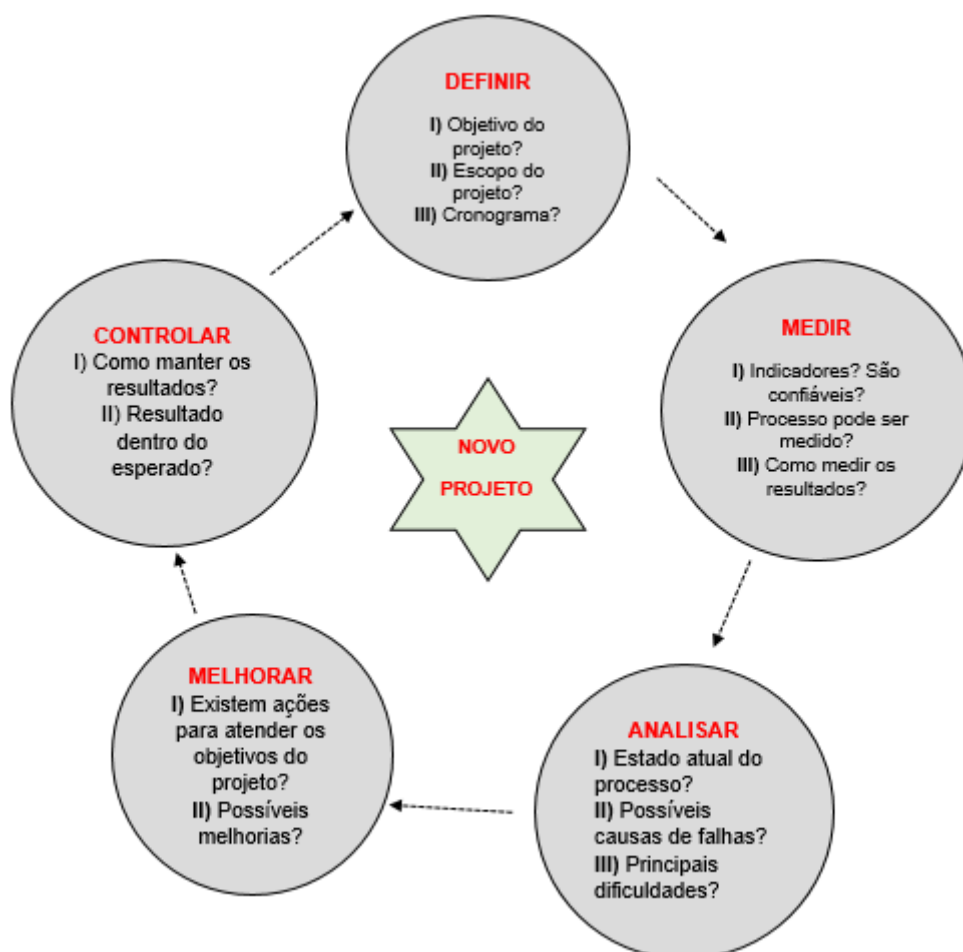 DEFINIR
I) Objetivo do
projeto?
II) Escopo do
projeto?
III) Cronograma?
MEDIR
I) Indicadores? São
confiáveis?
II) Processo pode ser
medido?
III) Como medir os
resultados?
ANALISAR
I) Estado atual do
processo?
II) Possíveis
causas de falhas?
III) Principais
dificuldades?
MELHORAR
I) Existem ações
para atender os
objetivos do
projeto?
II) Possíveis
melhorias?
CONTROLAR
I) Como manter os
resultados?
II) Resultado
dentro do
esperado?
NOVO
PROJETO